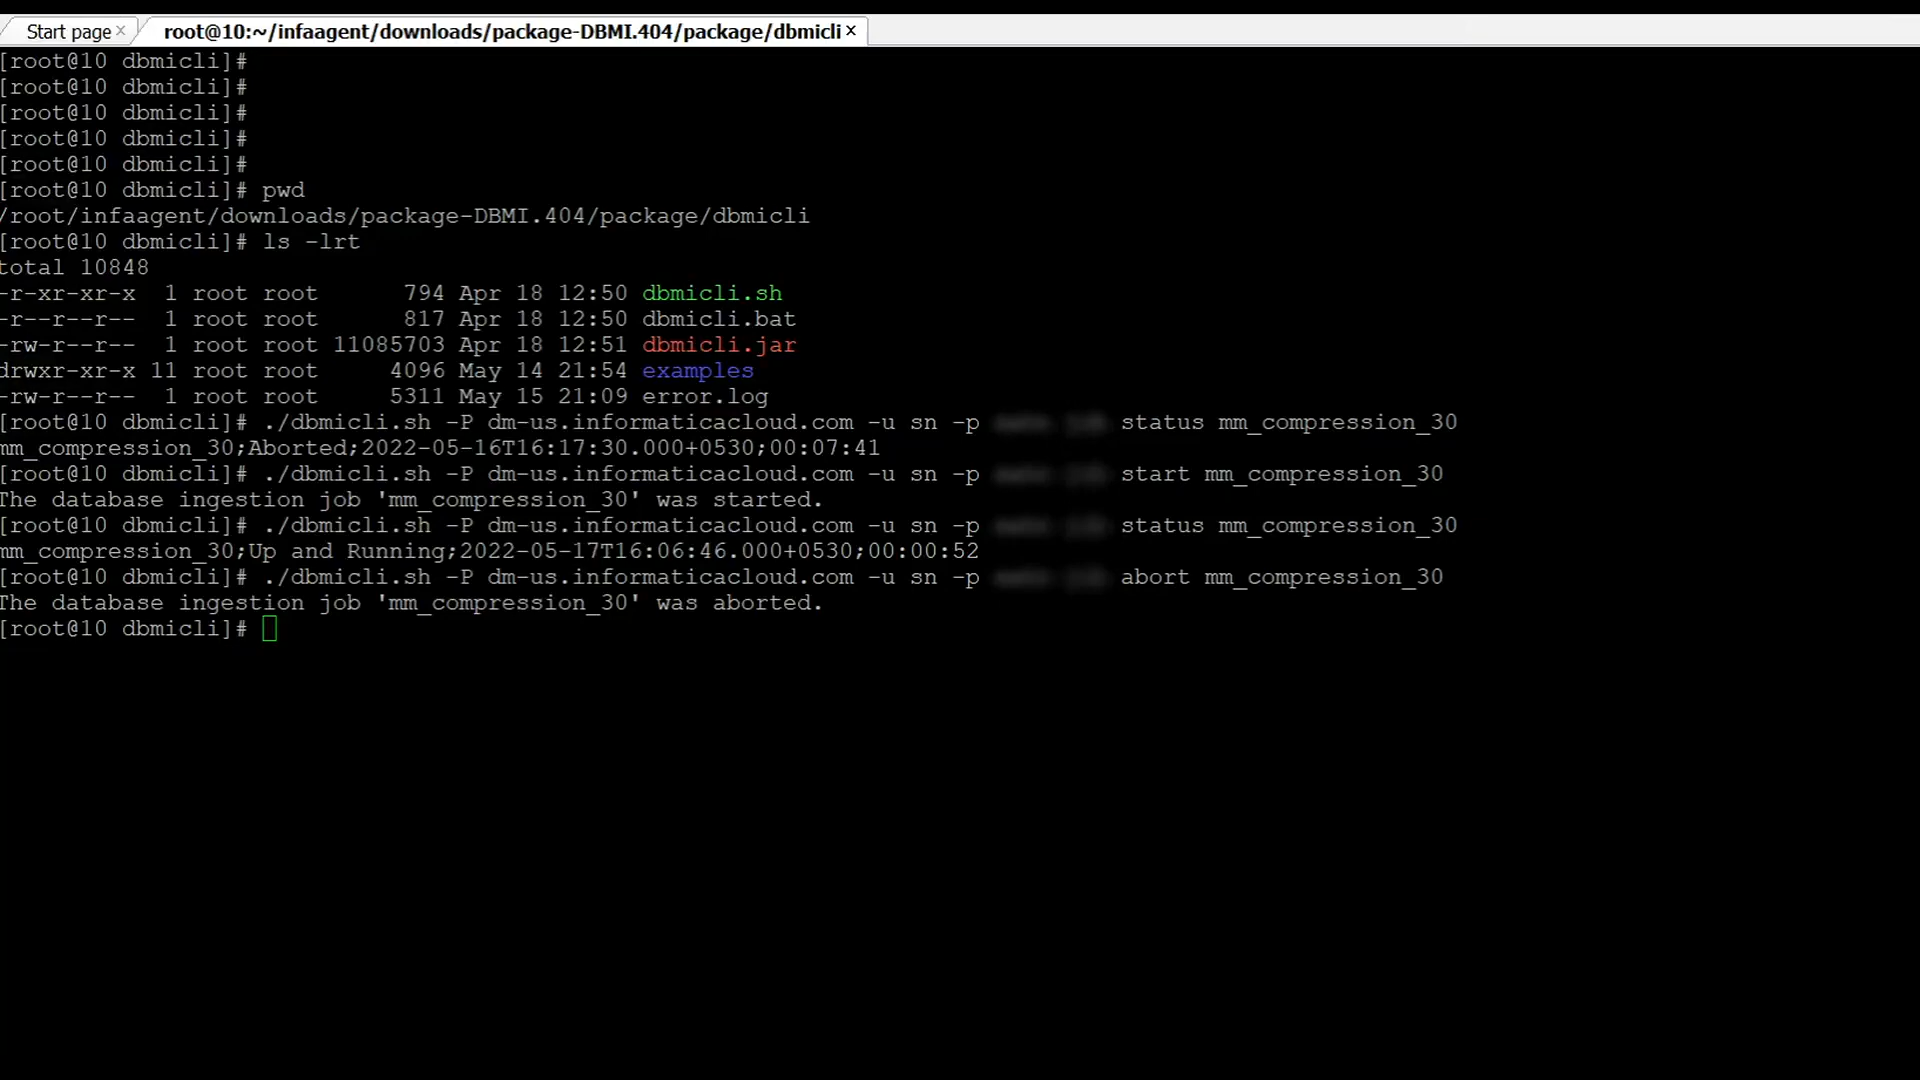 Start page × root@10:~/infaagent/downloads/package-DBMI.404/package/dbmicli ×
[root@10 dbmicli]#
[root@10 dbmicli]#
[root@10 dbmicli]#
[root@10 dbmicli]#
[root@10 dbmicli]#
[root@10 dbmicli]# pwd
/root/infaagent/downloads/package-DBMI.404/package/dbmicli
[root@10 dbmicli]# ls -lrt
total 10848
-r-xr-xr-x 1 root root 794 Apr 18 12:50 dbmicli.sh
-r--r--r-- 1 root root 817 Apr 18 12:50 dbmicli.bat
-rw-r--r-- 1 root root 11085703 Apr 18 12:51 dbmicli.jar
drwxr-xr-x 11 root root 4096 May 14 21:54 examples
-rw-r--r-- 1 root root 5311 May 15 21:09 error.log
[root@10 dbmicli]# ./dbmicli.sh -P dm-us.informaticacloud.com -u sn -p status mm_compression_30
mm_compression_30;Aborted;2022-05-16T16:17:30.000+0530;00:07:41
[root@10 dbmicli]# ./dbmicli.sh -P dm-us.informaticacloud.com -u sn -p start mm_compression_30
The database ingestion job 'mm_compression_30' was started.
[root@10 dbmicli]# ./dbmicli.sh -P dm-us.informaticacloud.com -u sn -p status mm_compression_30
mm_compression_30;Up and Running;2022-05-17T16:06:46.000+0530;00:00:52
[root@10 dbmicli]# ./dbmicli.sh -P dm-us.informaticacloud.com -u sn -p abort mm_compression_30
The database ingestion job 'mm_compression_30' was aborted.
[root@10 dbmicli]#